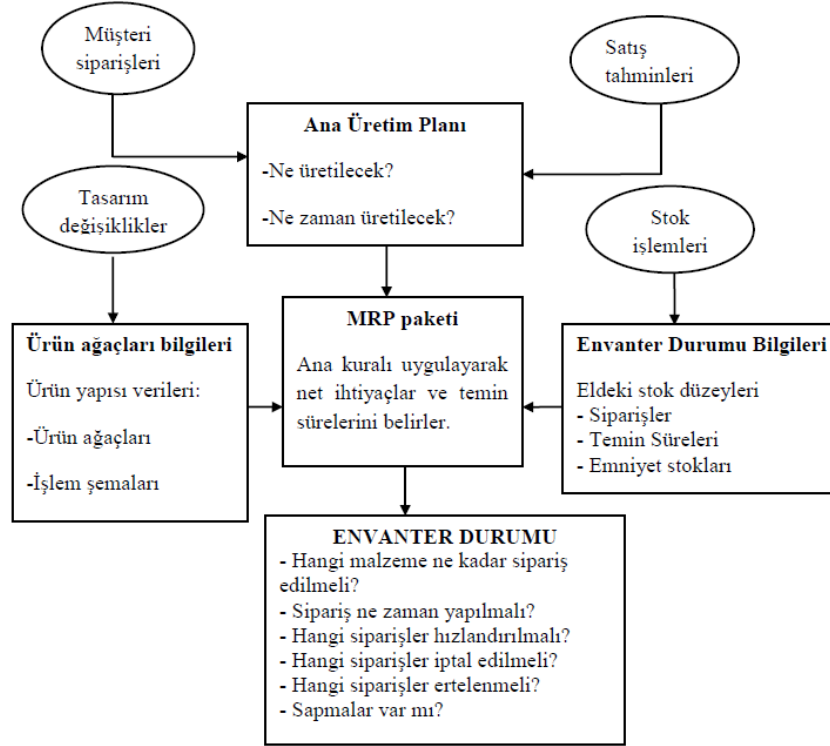 Müşteri
siparişleri
Satış
tahminleri
Ana Üretim Planı
-Ne üretilecek?
-Ne zaman üretilecek?
Tasarım
değişiklikler
Stok
işlemleri
Ürün ağaçları bilgileri
Ürün yapısı verileri:
-Ürün ağaçları
-İşlem şemaları
MRP paketi
Ana kuralı uygulayarak
net ihtiyaçlar ve temin
sürelerini belirler.
Envanter Durumu Bilgileri
Eldeki stok düzeyleri
- Siparişler
- Temin Süreleri
- Emniyet stokları
ENVANTER DURUMU
- Hangi malzeme ne kadar sipariş
edilmeli?
- Sipariş ne zaman yapılmalı?
- Hangi siparişler hızlandırılmalı?
- Hangi siparişler iptal edilmeli?
- Hangi siparişler ertelenmeli?
- Sapmalar var mı?